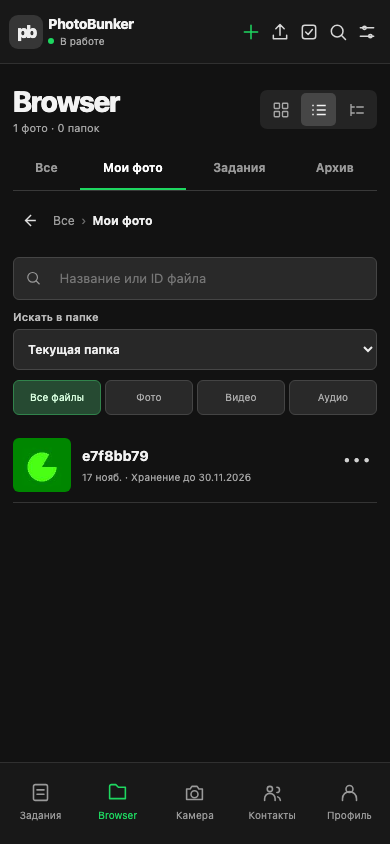 pb
PhotoBunker
В работе
Browser
1 фото · 0 папок
Все
Мои фото
Задания
Архив
Все › Мои фото
Название или ID файла
Искать в папке
Текущая папка
Все файлы
Фото
Видео
Аудио
e7f8bb79
17 нояб. · Хранение до 30.11.2026
Задания
Browser
Камера
Контакты
Профиль